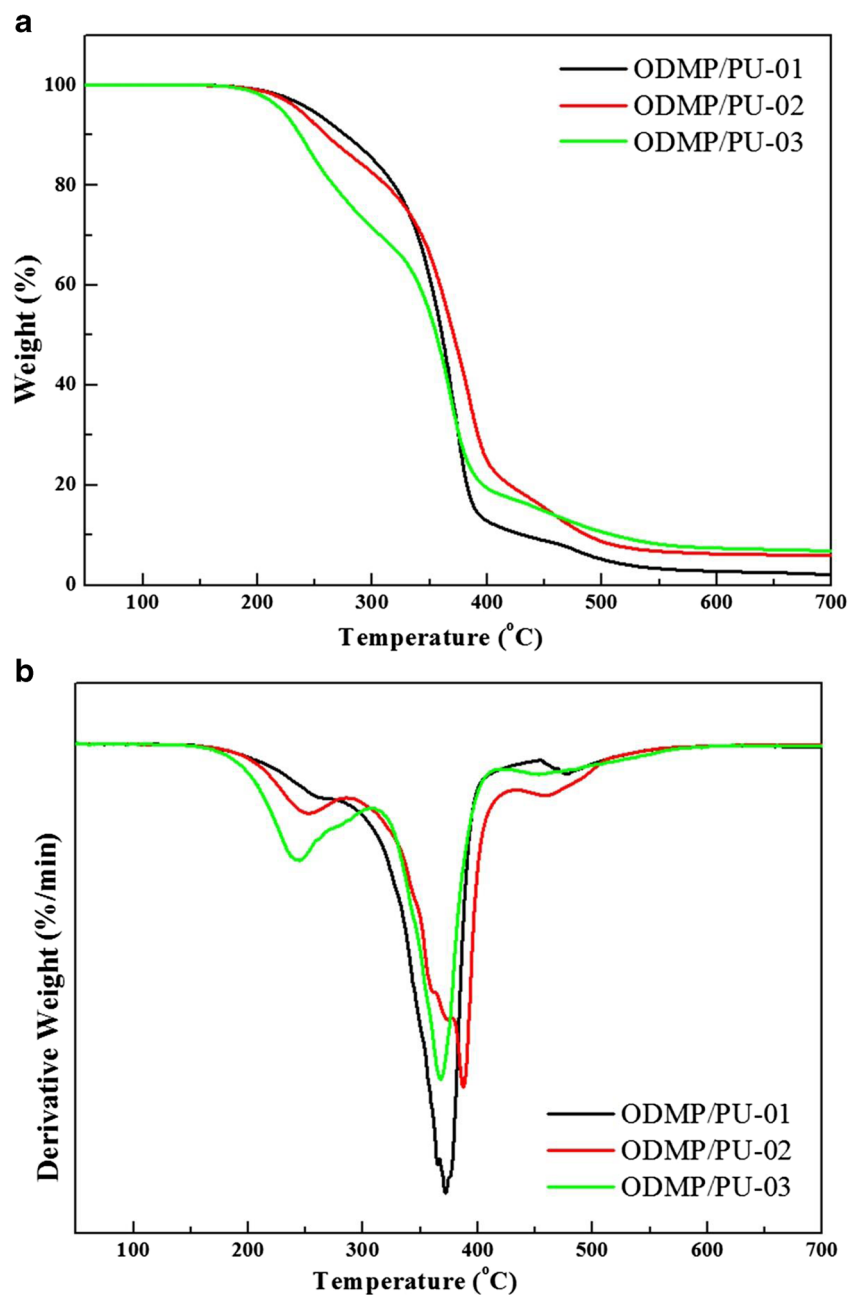 a
100
80
60
40
20
0
Weight (%)
ODMP/PU-01
ODMP/PU-02
ODMP/PU-03
100 200 300 400 500 600 700
Temperature (°C)
b
Derivative Weight (%/min)
ODMP/PU-01
ODMP/PU-02
ODMP/PU-03
100 200 300 400 500 600 700
Temperature (°C)